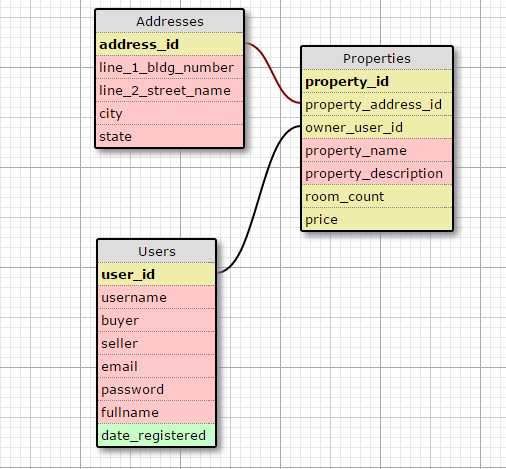 Addresses
address_id
line_1_bldg_number
line_2_street_name
city
state
Properties
property_id
property_address_id
owner_user_id
property_name
property_description
room_count
price
Users
user_id
username
buyer
seller
email
password
fullname
date_registered